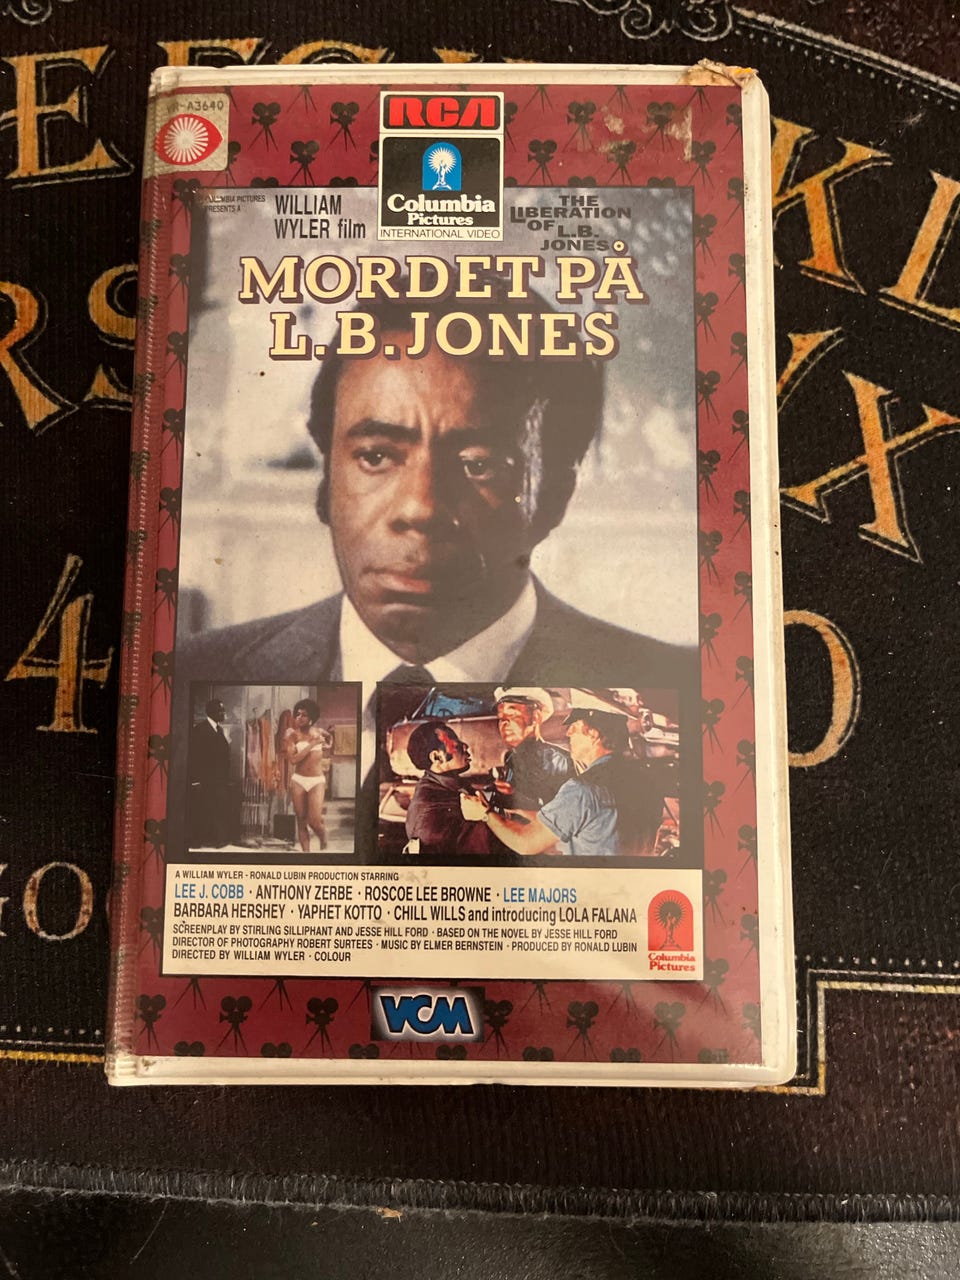 RCA
Columbia
Pictures
INTERNATIONAL VIDEO
PICTURES
PRESENTS A
WILLIAM
WYLER film
THE
LIBERATION
OF L.B.
JONES
MORDET PÅ
L.B. JONES
A WILLIAM WYLER · RONALD LUBIN PRODUCTION STARRING
LEE J. COBB · ANTHONY ZERBE · ROSCOE LEE BROWNE · LEE MAJORS
BARBARA HERSHEY · YAPHET KOTTO · CHILL WILLS and introducing LOLA FALANA
SCREENPLAY BY STIRLING SILLIPHANT AND JESSE HILL FORD · BASED ON THE NOVEL BY JESSE HILL FORD
DIRECTOR OF PHOTOGRAPHY ROBERT SURTEES · MUSIC BY ELMER BERNSTEIN · PRODUCED BY RONALD LUBIN
DIRECTED BY WILLIAM WYLER · COLOUR
Columbia
Pictures
VCM